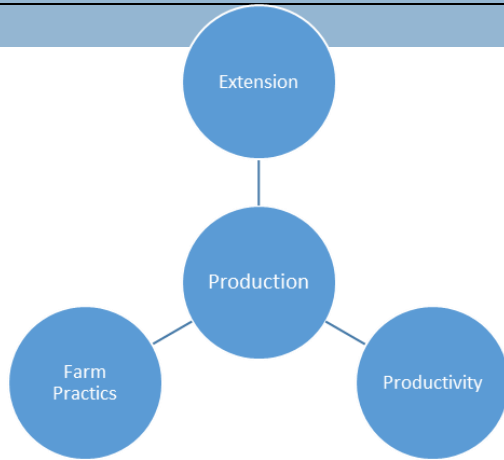 Extension
Production
Farm
Practics
Productivity